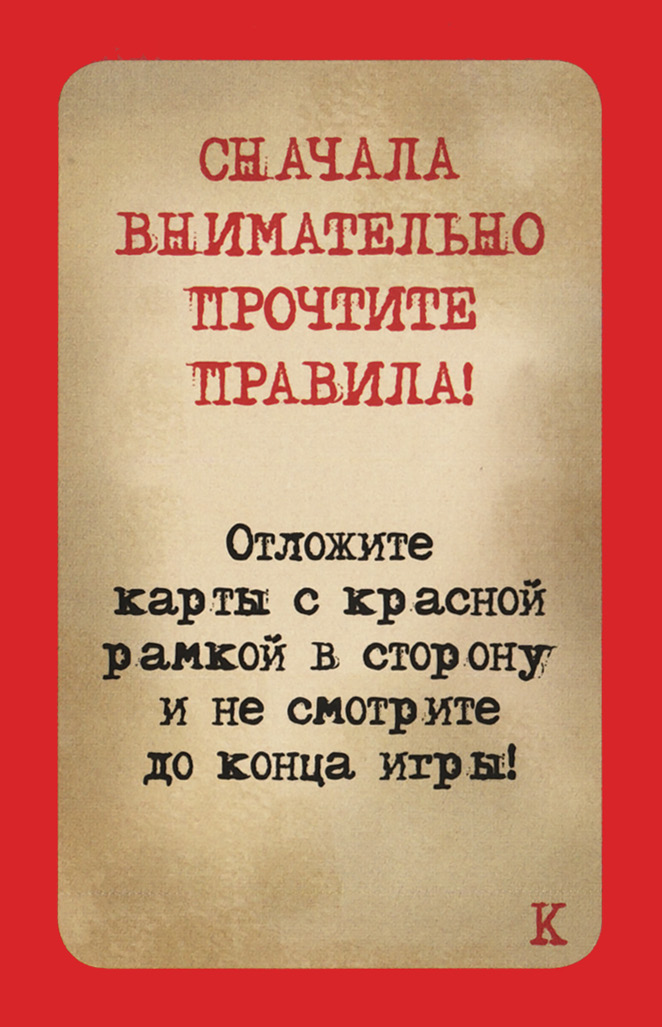 СНАЧАЛА
ВНИМАТЕЛЬНО
ПРОЧТИТЕ
ПРАВИЛА!
Отложите
карты с красной
рамкой в сторону
и не смотрите
до конца игры!
К